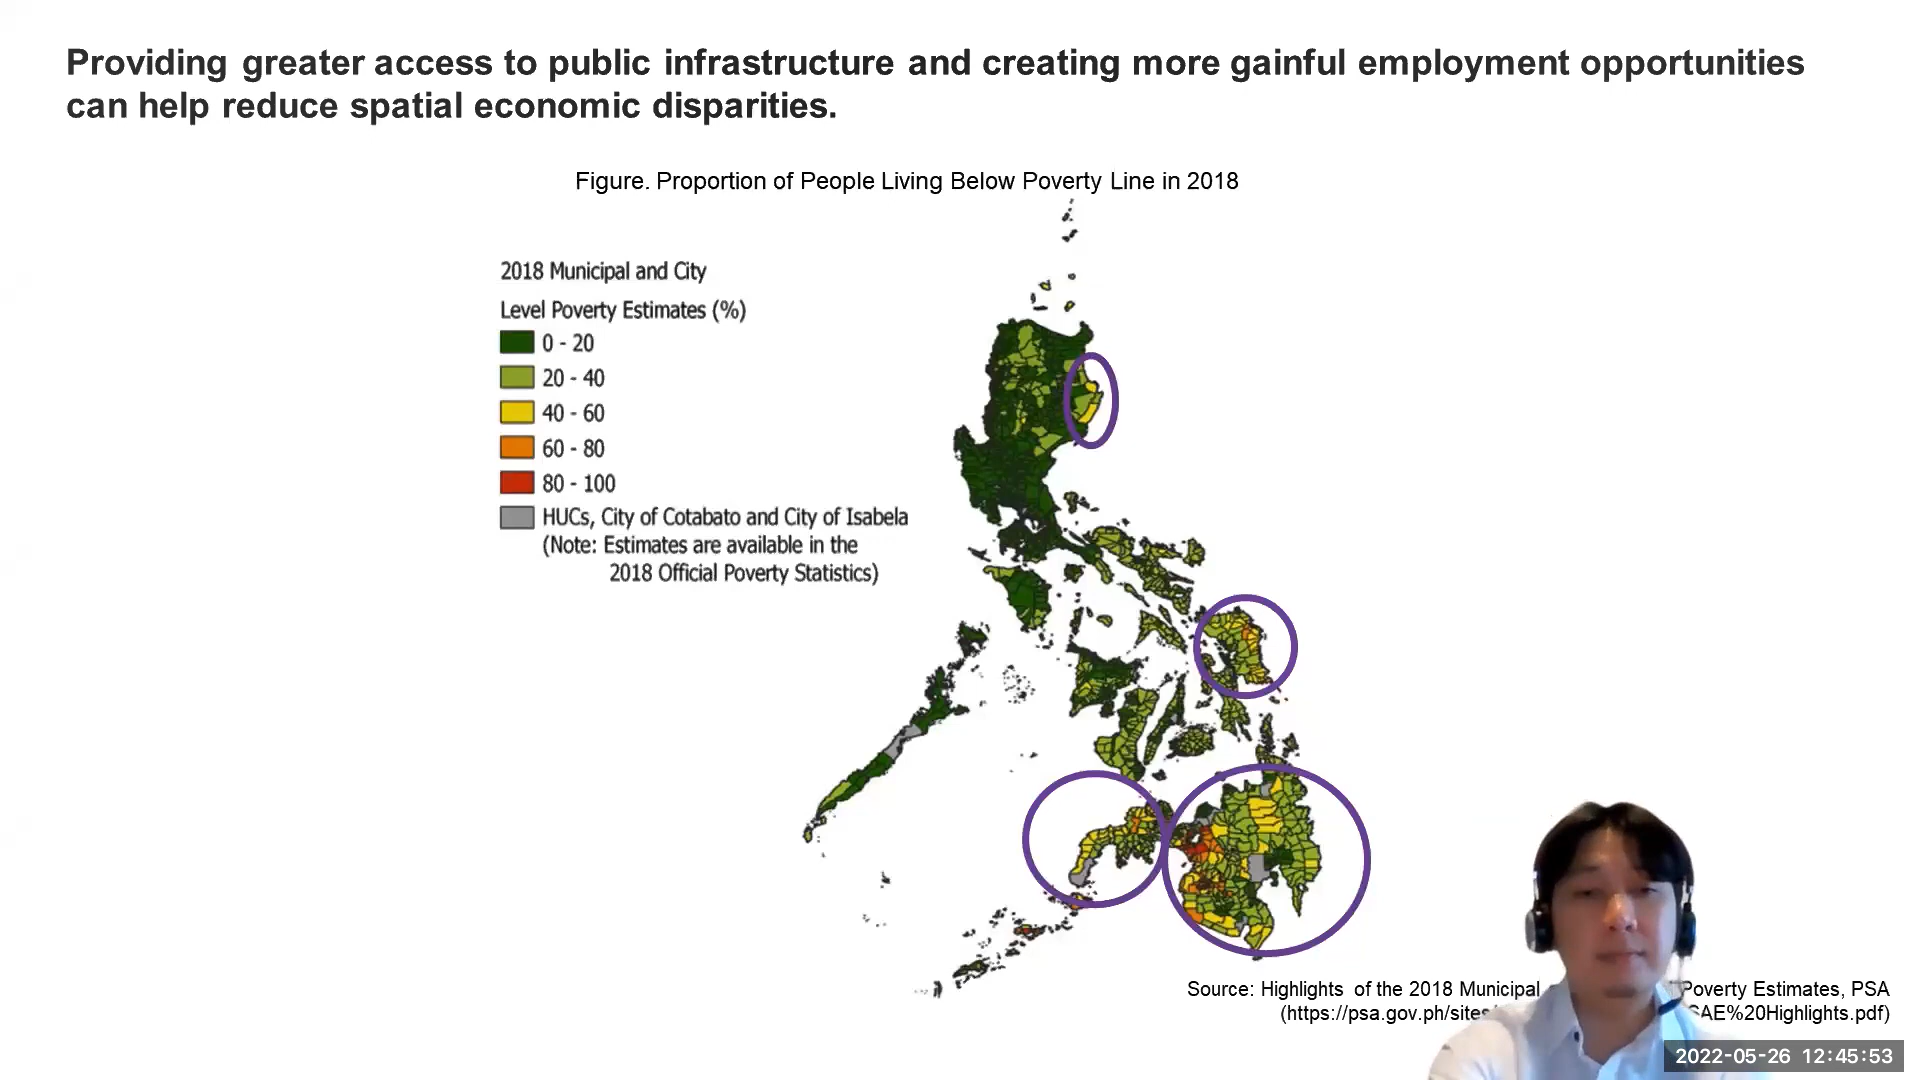 Providing greater access to public infrastructure and creating more gainful employment opportunities
can help reduce spatial economic disparities.
Figure. Proportion of People Living Below Poverty Line in 2018
2018 Municipal and City
Level Poverty Estimates (%)
0 - 20
20 - 40
40 - 60
60 - 80
80 - 100
HUCs, City of Cotabato and City of Isabela
(Note: Estimates are available in the
2018 Official Poverty Statistics)
Source: Highlights of the 2018 Municipal Poverty Estimates, PSA
(https://psa.gov.ph/sites AE%20Highlights.pdf)
2022-05-26 12:45:53